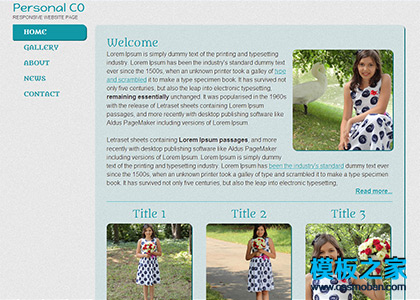 Personal CO
RESPONSIVE WEBSITE PAGE
HOME
GALLERY
ABOUT
NEWS
CONTACT
Welcome
Lorem Ipsum is simply dummy text of the printing and typesetting
industry. Lorem Ipsum has been the industry's standard dummy text
ever since the 1500s, when an unknown printer took a galley of type
and scrambled it to make a type specimen book. It has survived not
only five centuries, but also the leap into electronic typesetting,
remaining essentially unchanged. It was popularised in the 1960s
with the release of Letraset sheets containing Lorem Ipsum
passages, and more recently with desktop publishing software like
Aldus PageMaker including versions of Lorem Ipsum.
Letraset sheets containing Lorem Ipsum passages, and more
recently with desktop publishing software like Aldus PageMaker
including versions of Lorem Ipsum. Lorem Ipsum is simply dummy
text of the printing and typesetting industry. Lorem Ipsum has been the industry's standard dummy text
ever since the 1500s, when an unknown printer took a galley of type and scrambled it to make a type specimen
book. It has survived not only five centuries, but also the leap into electronic typesetting.
Read more...
Title 1
Title 2
Title 3
模板之家
www.cssmoban.com